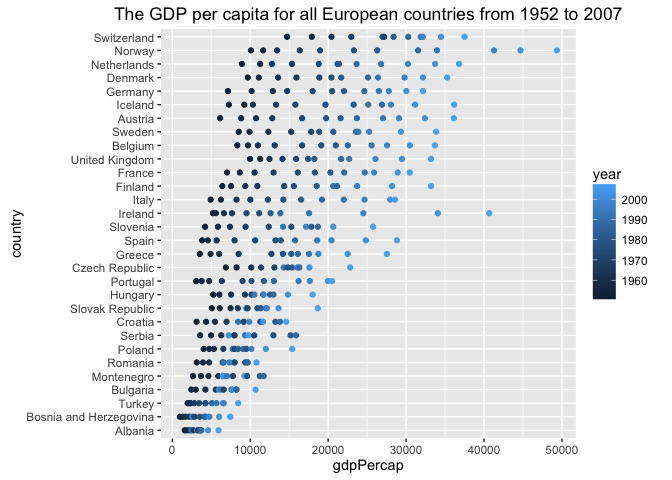 The GDP per capita for all European countries from 1952 to 2007
country
Switzerland
Norway
Netherlands
Denmark
Germany
Iceland
Austria
Sweden
Belgium
United Kingdom
France
Finland
Italy
Ireland
Slovenia
Spain
Greece
Czech Republic
Portugal
Hungary
Slovak Republic
Croatia
Serbia
Poland
Romania
Montenegro
Bulgaria
Turkey
Bosnia and Herzegovina
Albania
0 10000 20000 30000 40000 50000
gdpPercap
year
2000
1990
1980
1970
1960